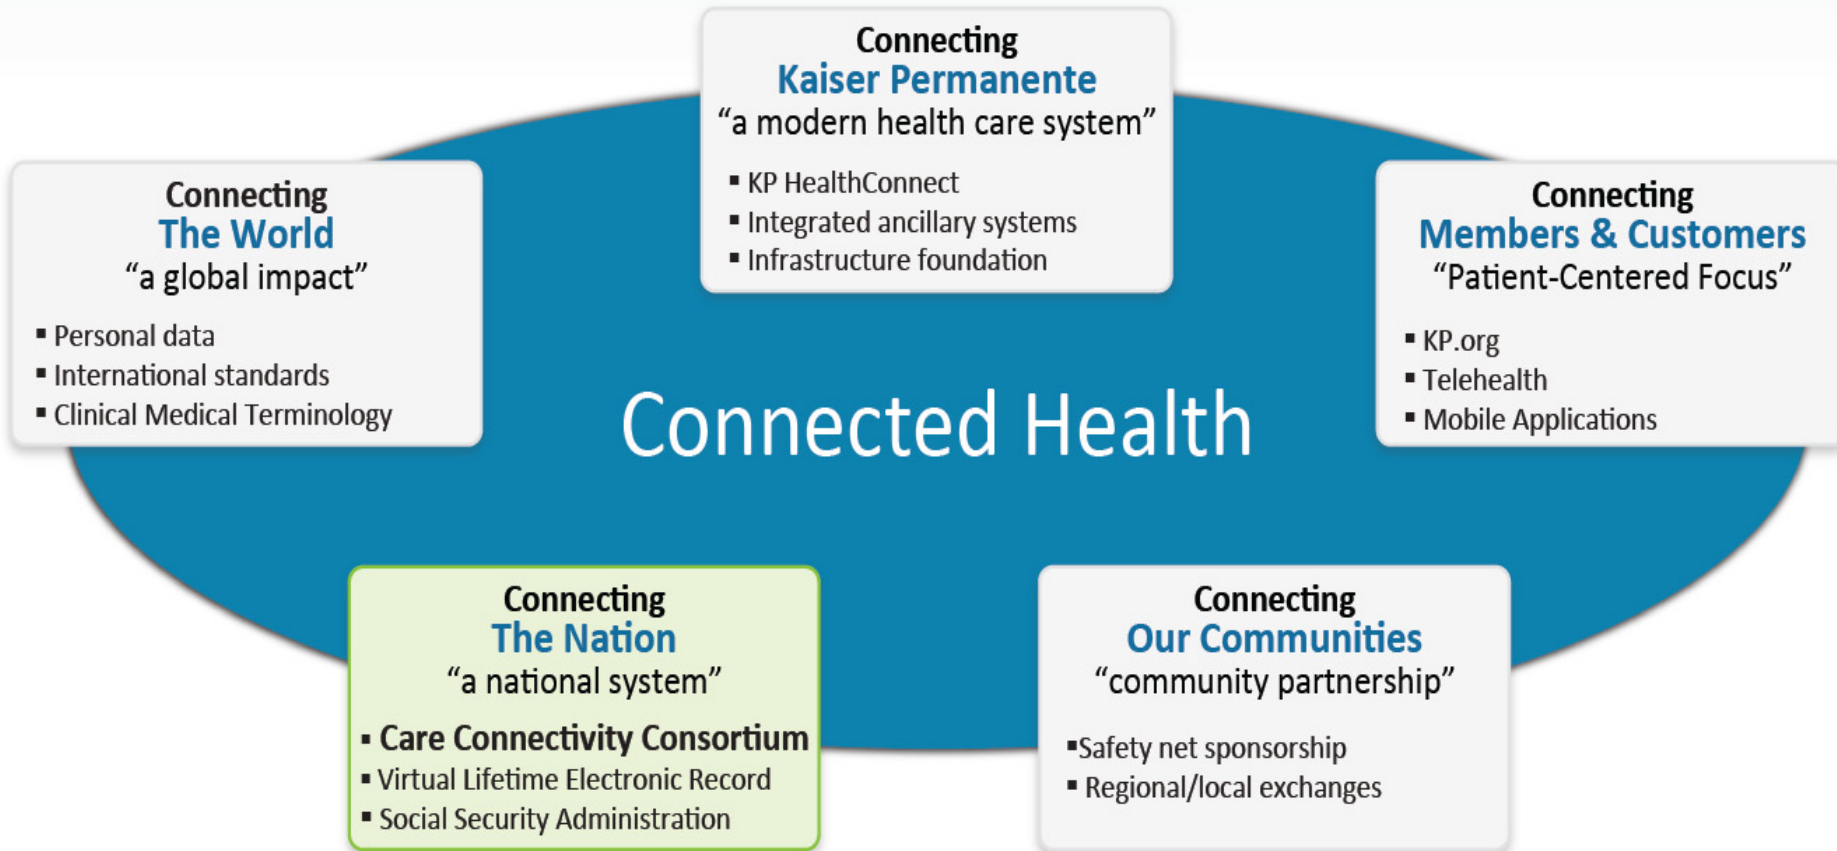 Connecting
Kaiser Permanente
“a modern health care system”
▪ KP HealthConnect
▪ Integrated ancillary systems
▪ Infrastructure foundation
Connecting
The World
“a global impact”
▪ Personal data
▪ International standards
▪ Clinical Medical Terminology
Connecting
Members & Customers
“Patient-Centered Focus”
▪ KP.org
▪ Telehealth
▪ Mobile Applications
Connected Health
Connecting
The Nation
“a national system”
▪ Care Connectivity Consortium
▪ Virtual Lifetime Electronic Record
▪ Social Security Administration
Connecting
Our Communities
“community partnership”
▪Safety net sponsorship
▪ Regional/local exchanges